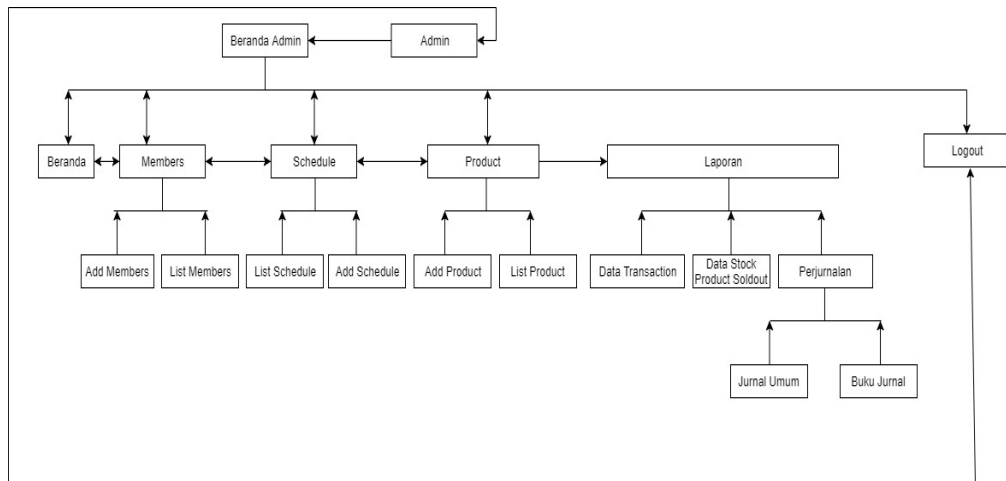 Beranda Admin
Admin
Beranda
Members
Schedule
Product
Laporan
Logout
Add Members
List Members
List Schedule
Add Schedule
Add Product
List Product
Data Transaction
Data Stock
Product Soldout
Perjurnalan
Jurnal Umum
Buku Jurnal